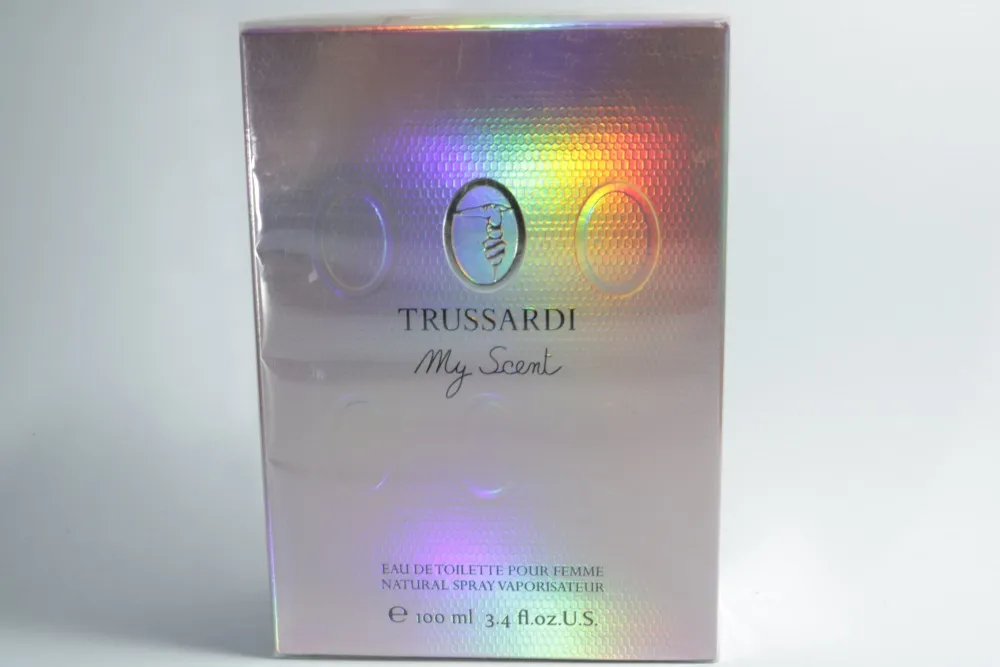 TRUSSARDI
My Scent
EAU DE TOILETTE POUR FEMME
NATURAL SPRAY VAPORISATEUR
℮ 100 ml 3.4 fl.oz.U.S.